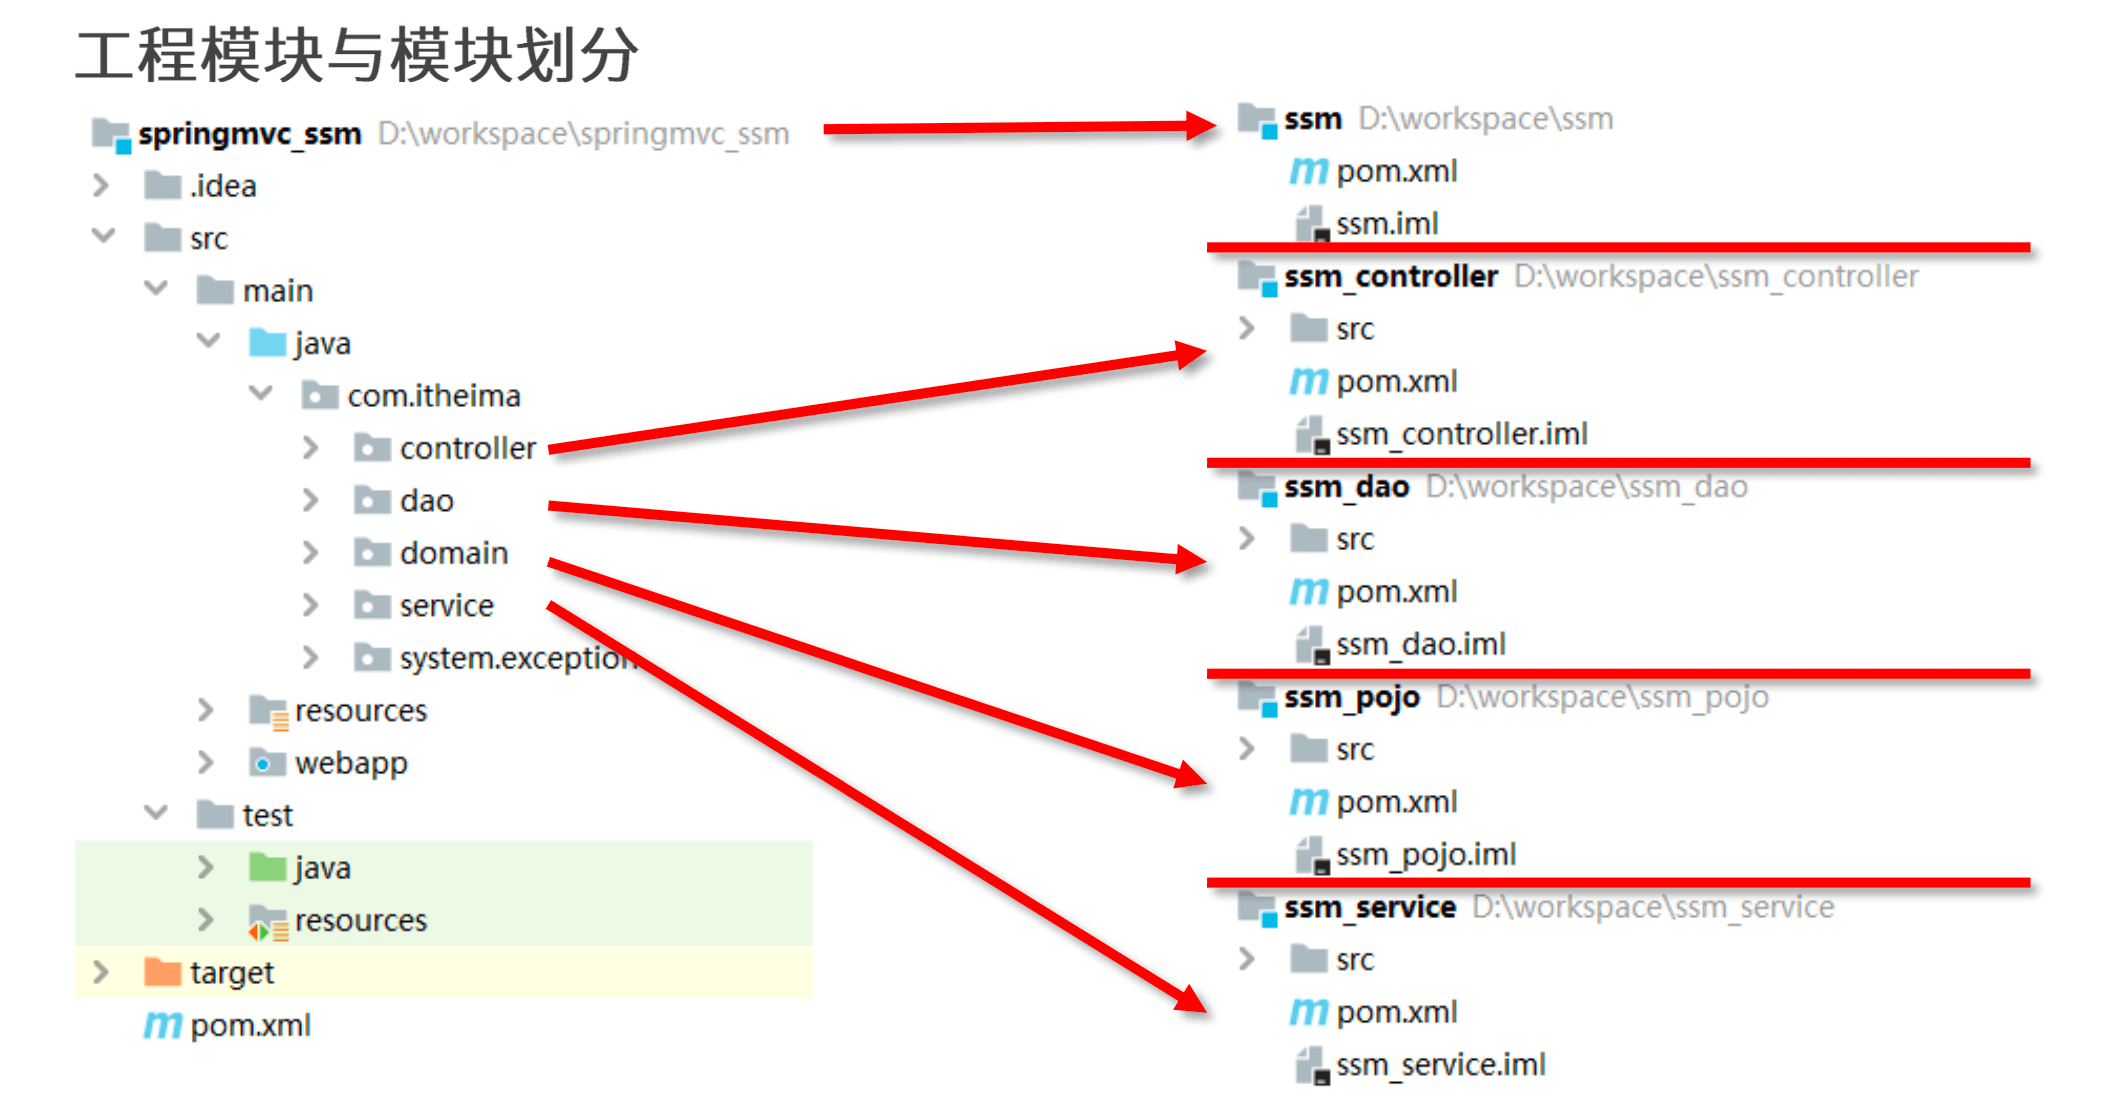 工程模块与模块划分
springmvc_ssm D:\workspace\springmvc_ssm
.idea
src
main
java
com.itheima
controller
dao
domain
service
system.exception
resources
webapp
test
java
resources
target
pom.xml
ssm D:\workspace\ssm
pom.xml
ssm.iml
ssm_controller D:\workspace\ssm_controller
src
pom.xml
ssm_controller.iml
ssm_dao D:\workspace\ssm_dao
src
pom.xml
ssm_dao.iml
ssm_pojo D:\workspace\ssm_pojo
src
pom.xml
ssm_pojo.iml
ssm_service D:\workspace\ssm_service
src
pom.xml
ssm_service.iml